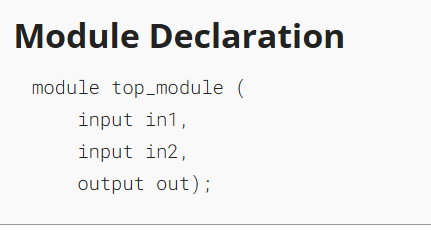 Module Declaration
module top_module (
    input in1,
    input in2,
    output out);